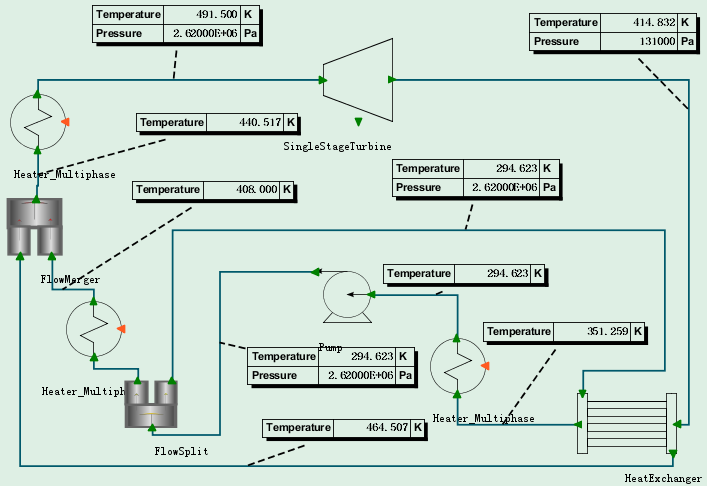 Temperature 491.500 K
Pressure 2.62000E+06 Pa
Temperature 414.832 K
Pressure 131000 Pa
Temperature 440.517 K
SingleStageTurbine
Heater_Multiphase
Temperature 408.000 K
Temperature 294.623 K
Pressure 2.62000E+06 Pa
FlowMerger
Temperature 294.623 K
Pump
Temperature 351.259 K
Temperature 294.623 K
Pressure 2.62000E+06 Pa
Heater_Multiph
Heater_Multiphase
Temperature 464.507 K
FlowSplit
HeatExchanger